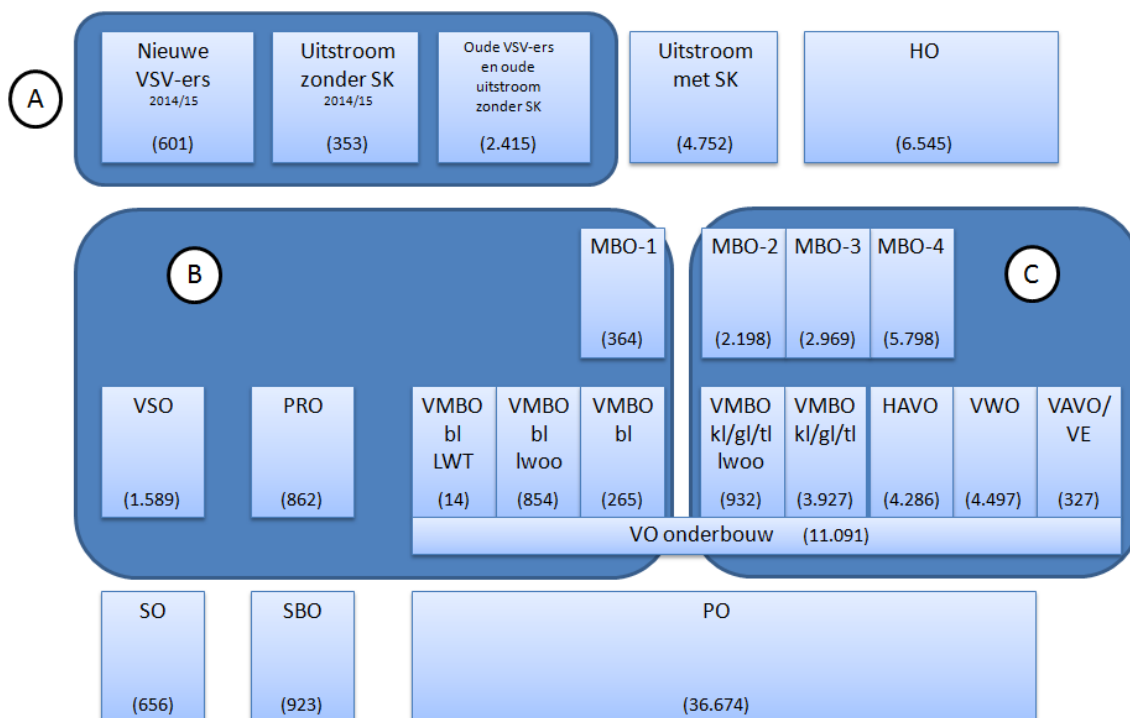 A
Nieuwe
VSV-ers
2014/15
(601)
Uitstroom
zonder SK
2014/15
(353)
Oude VSV-ers
en oude
uitstroom
zonder SK
(2.415)
Uitstroom
met SK
(4.752)
HO
(6.545)
B
MBO-1
(364)
MBO-2
(2.198)
MBO-3
(2.969)
MBO-4
(5.798)
C
VSO
(1.589)
PRO
(862)
VMBO
bl
LWT
(14)
VMBO
bl
lwoo
(854)
VMBO
bl
(265)
VMBO
kl/gl/tl
lwoo
(932)
VMBO
kl/gl/tl
(3.927)
HAVO
(4.286)
VWO
(4.497)
VAVO/
VE
(327)
VO onderbouw (11.091)
SO
(656)
SBO
(923)
PO
(36.674)